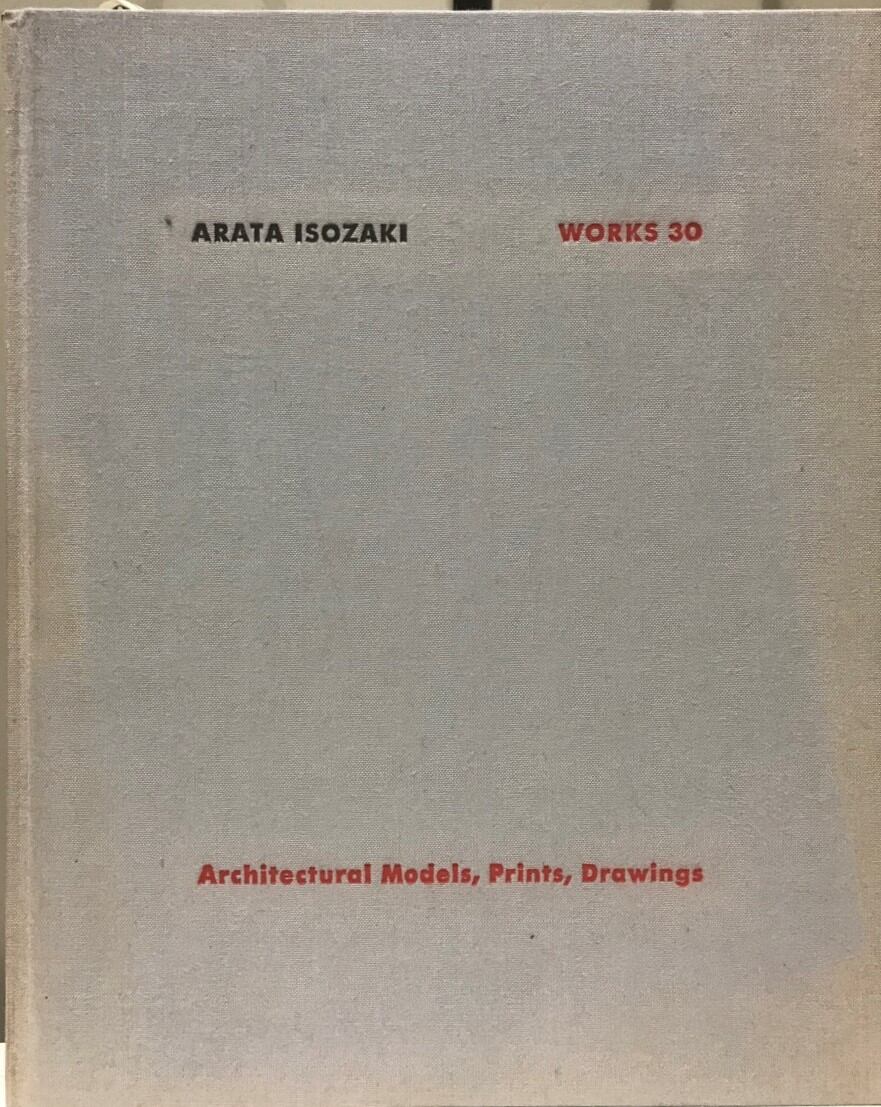 ARATA ISOZAKI WORKS 30
Architectural Models, Prints, Drawings